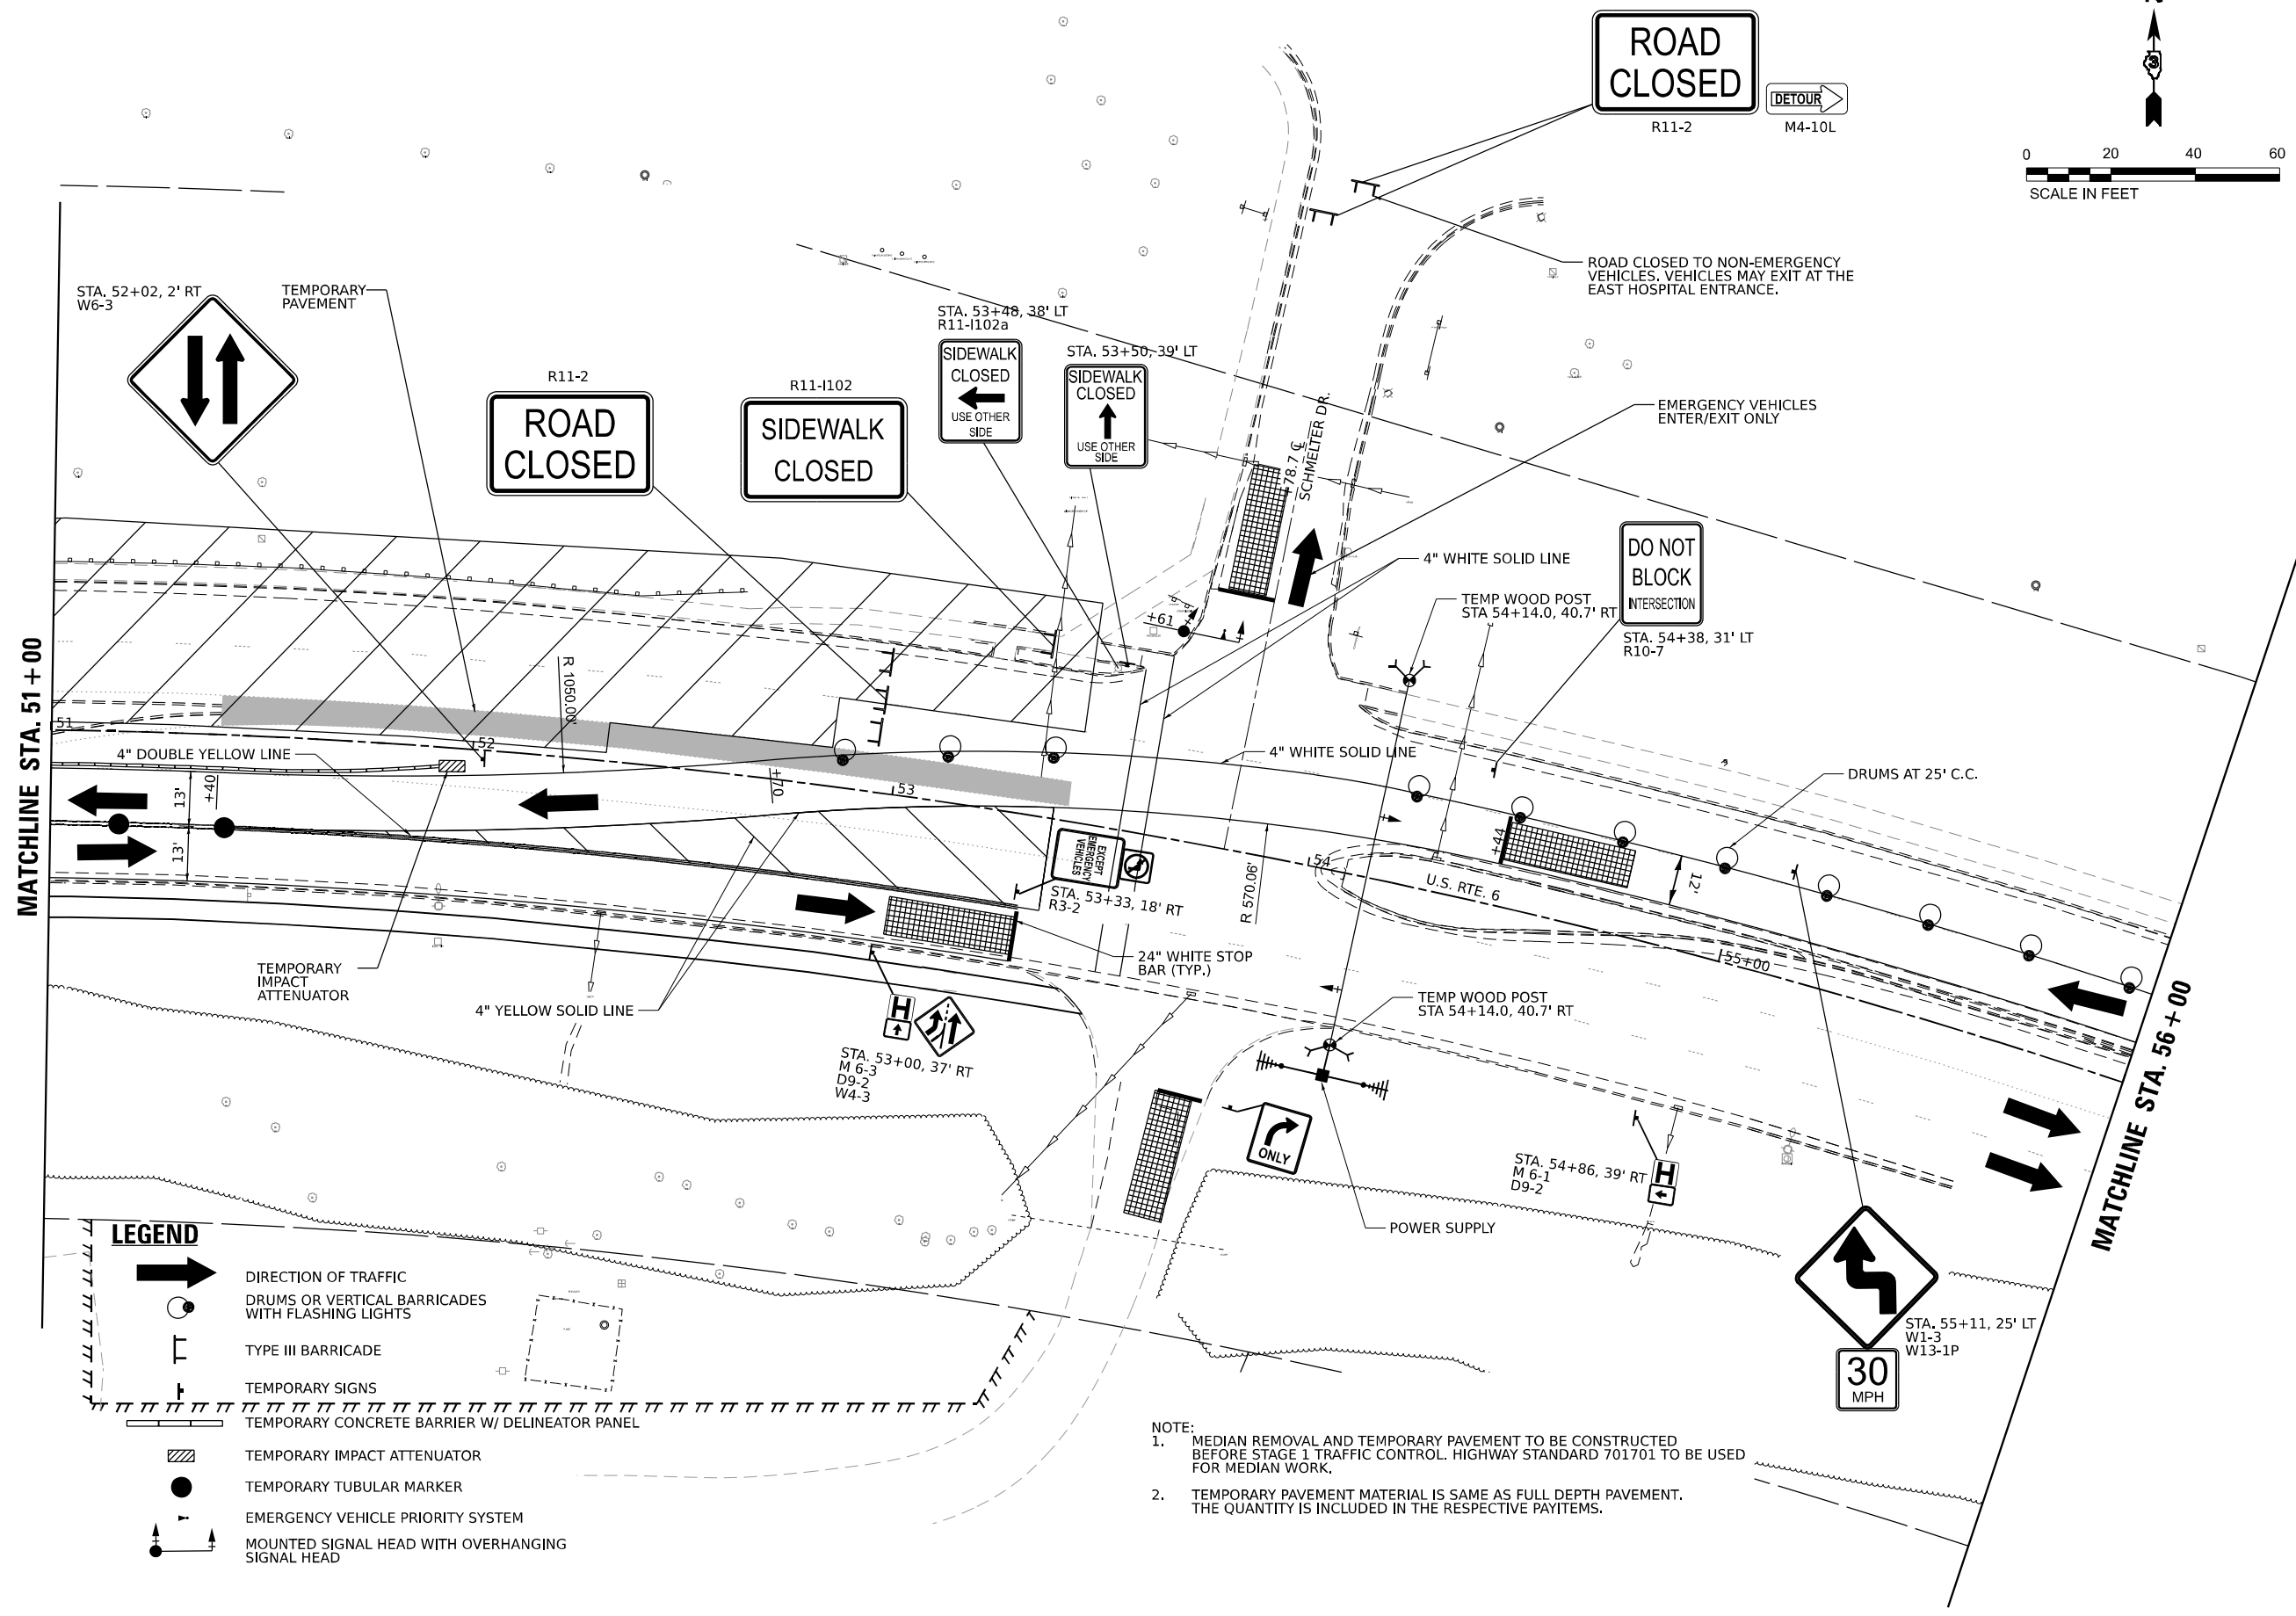 ROAD
CLOSED
R11-2
DETOUR
M4-10L
3
0 20 40 60
SCALE IN FEET
ROAD CLOSED TO NON-EMERGENCY
VEHICLES. VEHICLES MAY EXIT AT THE
EAST HOSPITAL ENTRANCE.
STA. 52+02, 2' RT
W6-3
TEMPORARY
PAVEMENT
R11-2
ROAD
CLOSED
R11-I102
SIDEWALK
CLOSED
STA. 53+48, 38' LT
R11-I102a
SIDEWALK
CLOSED
USE OTHER
SIDE
STA. 53+50, 39' LT
SIDEWALK
CLOSED
USE OTHER
SIDE
+78.7 ℄
SCHMELTER DR.
EMERGENCY VEHICLES
ENTER/EXIT ONLY
4" WHITE SOLID LINE
TEMP WOOD POST
STA 54+14.0, 40.7' RT
DO NOT
BLOCK
INTERSECTION
STA. 54+38, 31' LT
R10-7
+61
MATCHLINE STA. 51+00
51
52
R 1050.00'
4" DOUBLE YELLOW LINE
13'
+40
13'
+70
53
4" WHITE SOLID LINE
DRUMS AT 25' C.C.
+44
12'
54
U.S. RTE. 6
R 570.06'
55+00
EXCEPT
EMERGENCY
VEHICLES
STA. 53+33, 18' RT
R3-2
24" WHITE STOP
BAR (TYP.)
TEMPORARY
IMPACT
ATTENUATOR
4" YELLOW SOLID LINE
H
STA. 53+00, 37' RT
M 6-3
D9-2
W4-3
TEMP WOOD POST
STA 54+14.0, 40.7' RT
ONLY
POWER SUPPLY
STA. 54+86, 39' RT
M 6-1
D9-2
H
MATCHLINE STA. 56+00
STA. 55+11, 25' LT
W1-3
W13-1P
30
MPH
LEGEND
DIRECTION OF TRAFFIC
DRUMS OR VERTICAL BARRICADES
WITH FLASHING LIGHTS
TYPE III BARRICADE
TEMPORARY SIGNS
TEMPORARY CONCRETE BARRIER W/ DELINEATOR PANEL
TEMPORARY IMPACT ATTENUATOR
TEMPORARY TUBULAR MARKER
EMERGENCY VEHICLE PRIORITY SYSTEM
MOUNTED SIGNAL HEAD WITH OVERHANGING
SIGNAL HEAD
NOTE:
1. MEDIAN REMOVAL AND TEMPORARY PAVEMENT TO BE CONSTRUCTED
BEFORE STAGE 1 TRAFFIC CONTROL. HIGHWAY STANDARD 701701 TO BE USED
FOR MEDIAN WORK.
2. TEMPORARY PAVEMENT MATERIAL IS SAME AS FULL DEPTH PAVEMENT.
THE QUANTITY IS INCLUDED IN THE RESPECTIVE PAYITEMS.